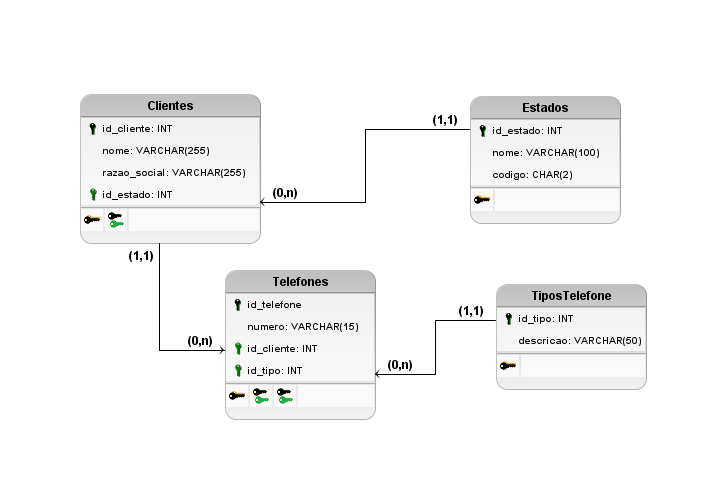 Clientes
id_cliente: INT
nome: VARCHAR(255)
razao_social: VARCHAR(255)
id_estado: INT
(1,1)
(0,n)
Estados
id_estado: INT
nome: VARCHAR(100)
codigo: CHAR(2)
(1,1)
(0,n)
Telefones
id_telefone
numero: VARCHAR(15)
id_cliente: INT
id_tipo: INT
(1,1)
(0,n)
TiposTelefone
id_tipo: INT
descricao: VARCHAR(50)